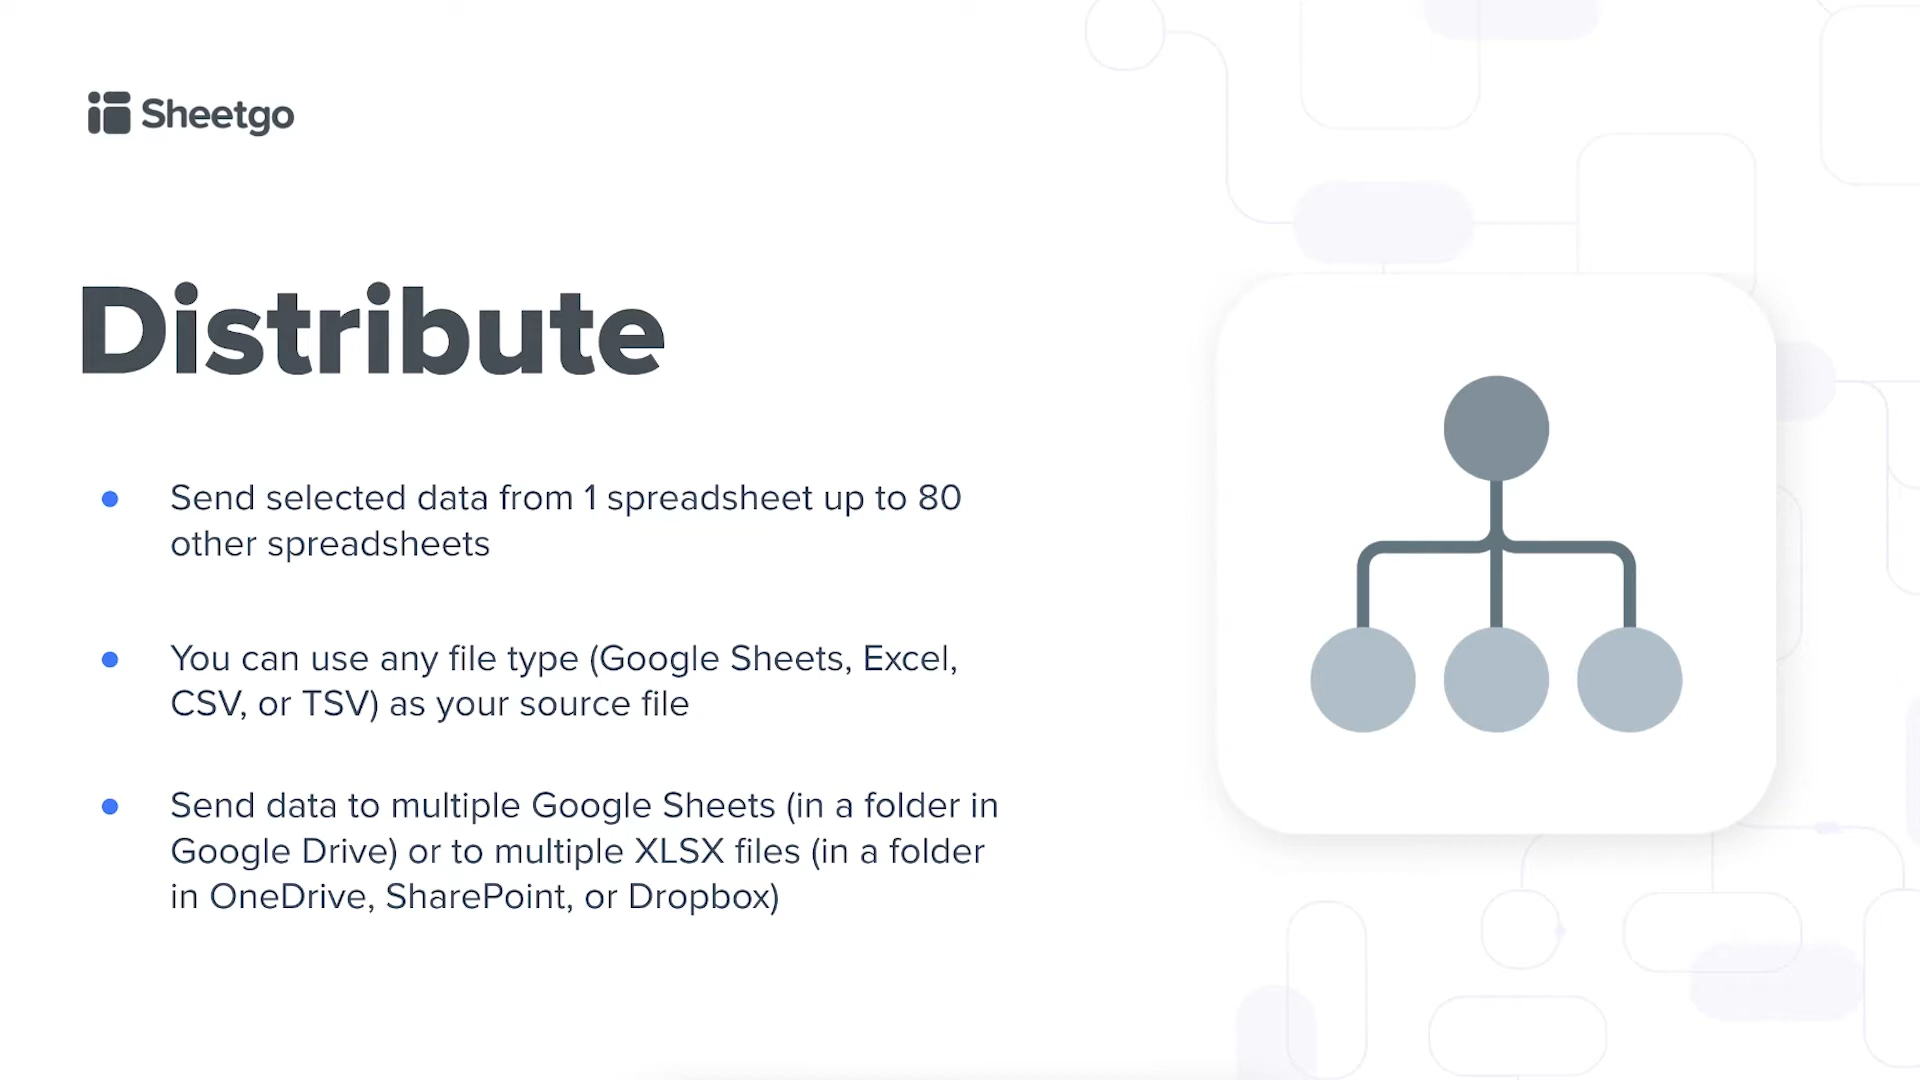 Sheetgo
Distribute
Send selected data from 1 spreadsheet up to 80
other spreadsheets
You can use any file type (Google Sheets, Excel,
CSV, or TSV) as your source file
Send data to multiple Google Sheets (in a folder in
Google Drive) or to multiple XLSX files (in a folder
in OneDrive, SharePoint, or Dropbox)